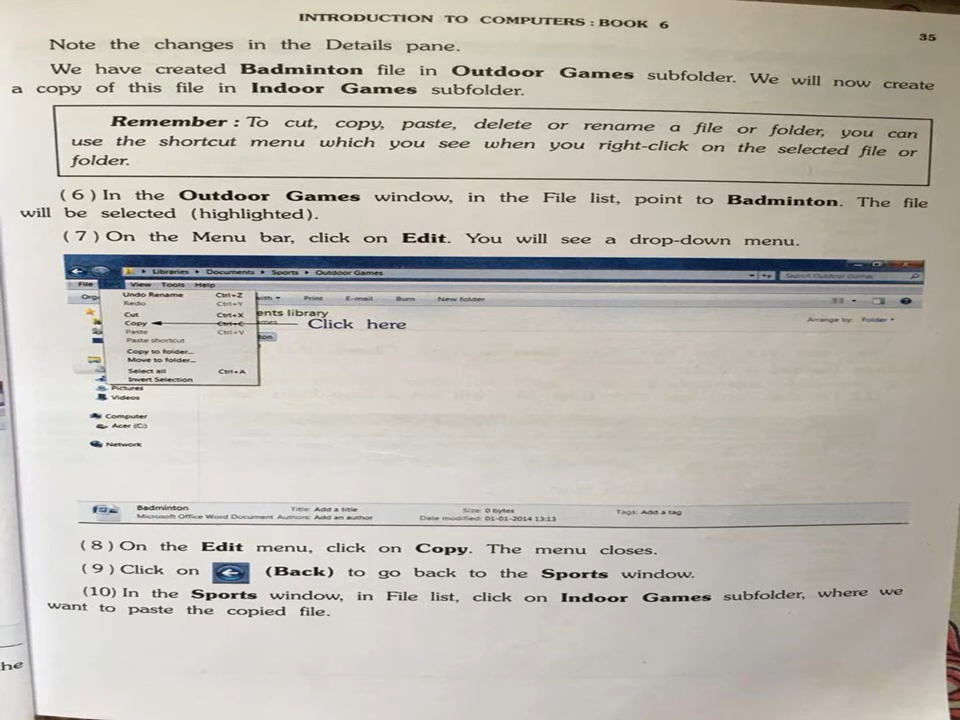 INTRODUCTION TO COMPUTERS : BOOK 6
35
Note the changes in the Details pane.
We have created Badminton file in Outdoor Games subfolder. We will now create
a copy of this file in Indoor Games subfolder.
Remember : To cut, copy, paste, delete or rename a file or folder, you can
use the shortcut menu which you see when you right-click on the selected file or
folder.
(6) In the Outdoor Games window, in the File list, point to Badminton. The file
will be selected (highlighted).
(7) On the Menu bar, click on Edit. You will see a drop-down menu.
Libraries Documents Sports Outdoor Games
Search Outdoor Games
File View Tools Help
Orga with Print E-mail Burn New folder
Undo Rename Ctrl+Z
Redo Ctrl+Y
Cut Ctrl+X
Copy Ctrl+C
Paste Ctrl+V
Paste shortcut
Copy to folder...
Move to folder...
Select all Ctrl+A
Invert Selection
ents library
Click here
Arrange by: Folder
Pictures
Videos
Computer
Acer (C:)
Network
Badminton Title: Add a title Size: 0 bytes Tags: Add a tag
Microsoft Office Word Document Authors: Add an author Date modified: 01-01-2014 13:13
(8) On the Edit menu, click on Copy. The menu closes.
(9) Click on (Back) to go back to the Sports window.
(10) In the Sports window, in File list, click on Indoor Games subfolder, where we
want to paste the copied file.
he